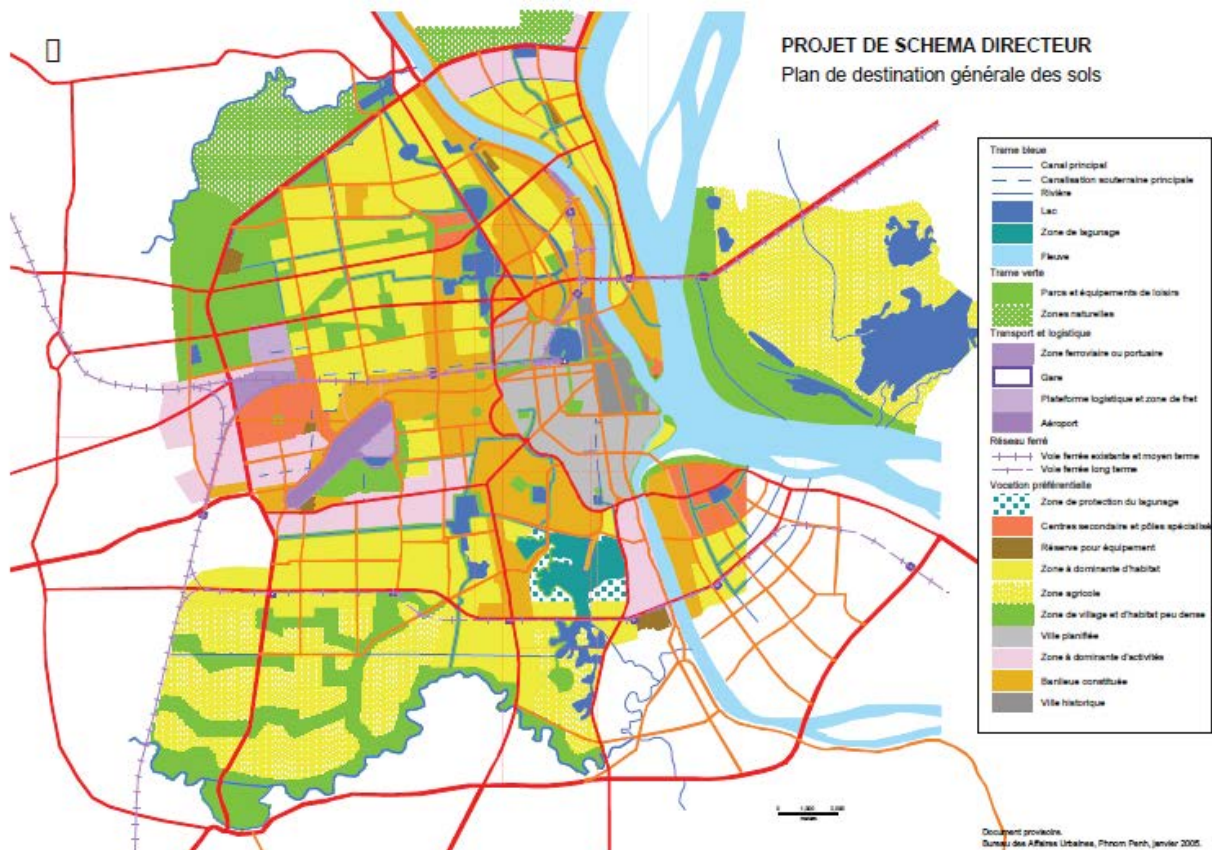 PROJET DE SCHEMA DIRECTEUR
Plan de destination générale des sols
Trame bleue
Canal principal
Canalisation souterraine principale
Rivière
Lac
Zone de lagunage
Fleuve
Trame verte
Parcs et équipements de loisirs
Zones naturelles
Transport et logistique
Zone ferroviaire ou portuaire
Gare
Plateforme logistique et zone de fret
Aéroport
Réseau ferré
Voie ferrée existante et moyen terme
Voie ferrée long terme
Vocation préférentielle
Zone de protection du lagunage
Centres secondaire et pôles spécialisé
Réserve pour équipement
Zone à dominante d'habitat
Zone agricole
Zone de village et d'habitat peu dense
Ville planifiée
Zone à dominante d'activités
Banlieue constituée
Ville historique
0
Document provisoire.
Bureau des Affaires Urbaines, Phnom Penh, janvier 2005.